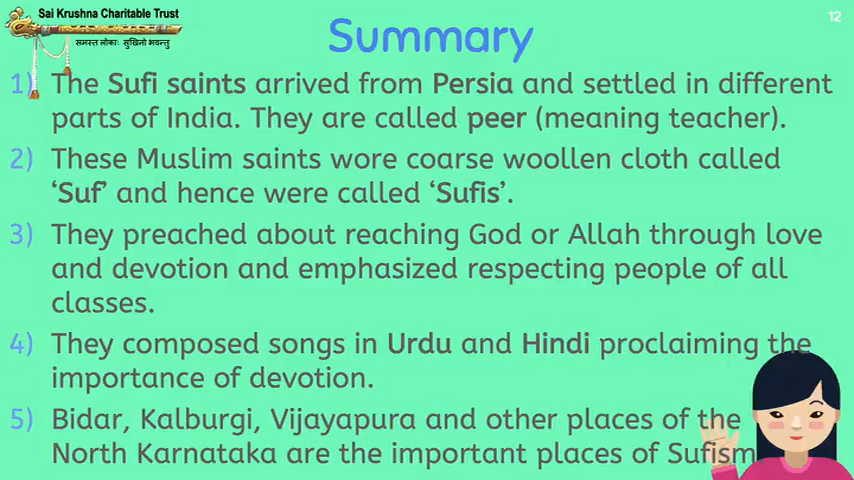 Sai Krushna Charitable Trust
समस्त लोकाः सुखिनो भवन्तु
12
Summary
1) The Sufi saints arrived from Persia and settled in different
parts of India. They are called peer (meaning teacher).
2) These Muslim saints wore coarse woollen cloth called
‘Suf’ and hence were called ‘Sufis’.
3) They preached about reaching God or Allah through love
and devotion and emphasized respecting people of all
classes.
4) They composed songs in Urdu and Hindi proclaiming the
importance of devotion.
5) Bidar, Kalburgi, Vijayapura and other places of the
North Karnataka are the important places of Sufism